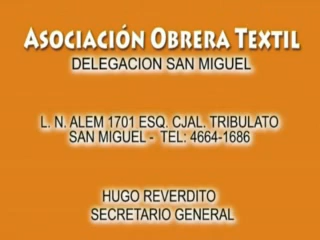 ASOCIACIÓN OBRERA TEXTIL
DELEGACION SAN MIGUEL
L. N. ALEM 1701 ESQ. CJAL. TRIBULATO
SAN MIGUEL - TEL: 4664-1686
HUGO REVERDITO
SECRETARIO GENERAL